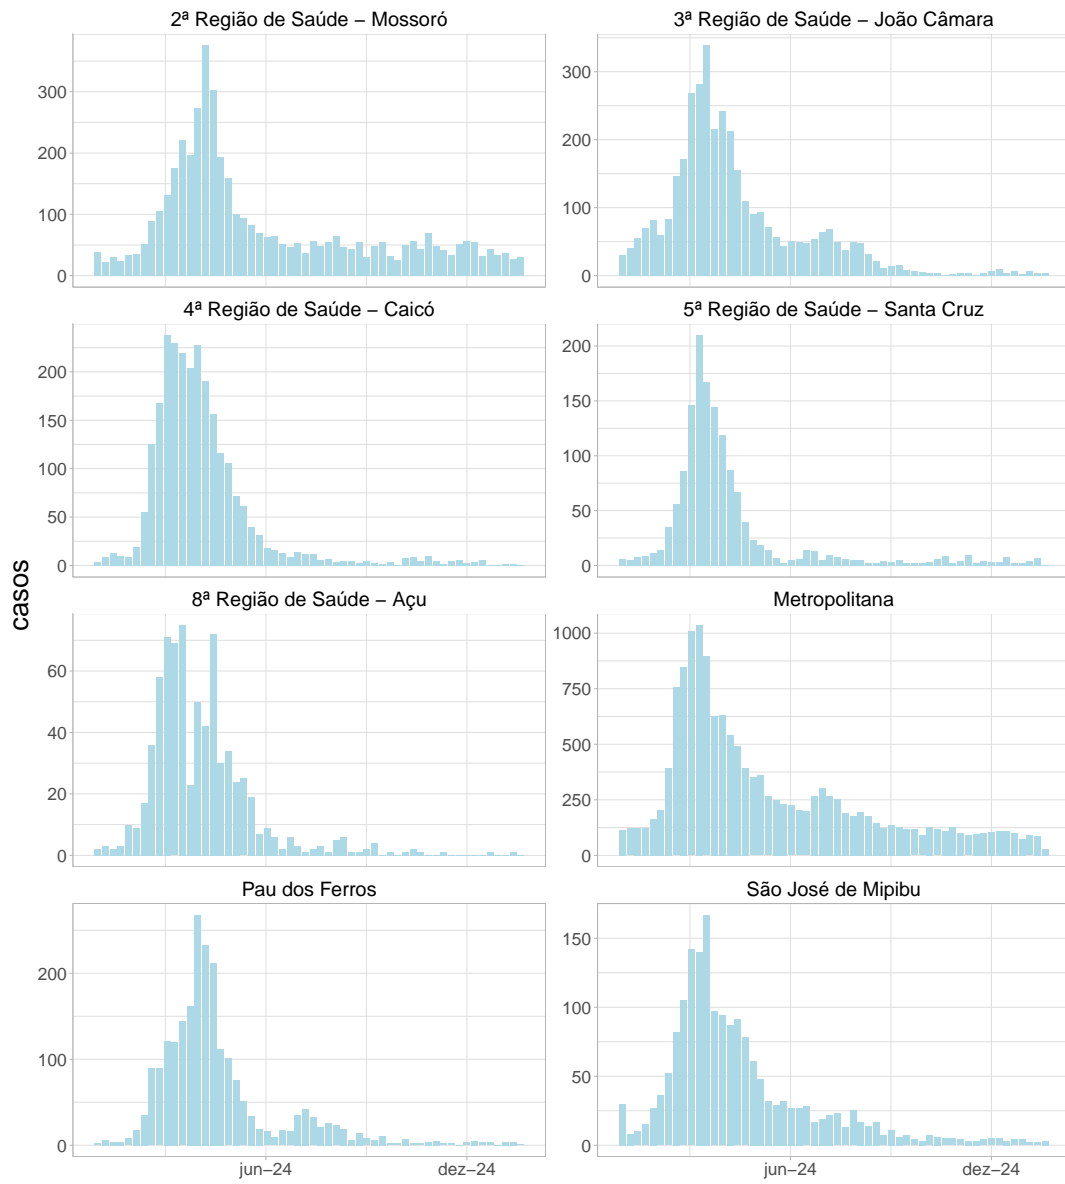 2ª Região de Saúde – Mossoró
3ª Região de Saúde – João Câmara
300
200
100
0
300
200
100
0
4ª Região de Saúde – Caicó
5ª Região de Saúde – Santa Cruz
200
150
100
50
0
200
150
100
50
0
casos
8ª Região de Saúde – Açu
Metropolitana
60
40
20
0
1000
750
500
250
0
Pau dos Ferros
São José de Mipibu
200
100
0
150
100
50
0
jun–24
dez–24
jun–24
dez–24